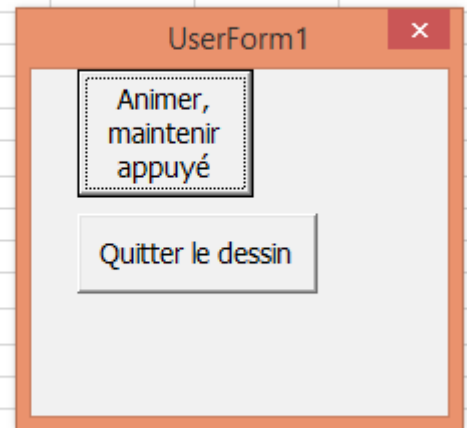 UserForm1
Animer,
maintenir
appuyé
Quitter le dessin